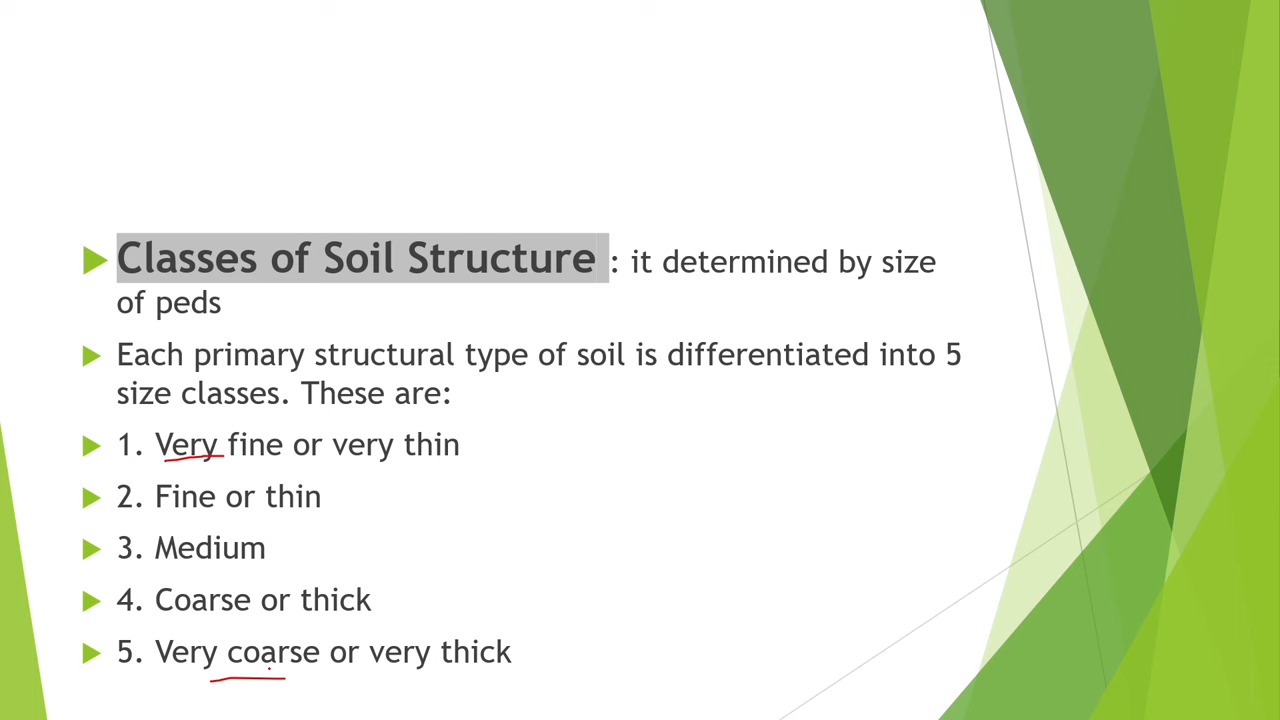 Classes of Soil Structure : it determined by size
of peds
Each primary structural type of soil is differentiated into 5
size classes. These are:
1. Very fine or very thin
2. Fine or thin
3. Medium
4. Coarse or thick
5. Very coarse or very thick